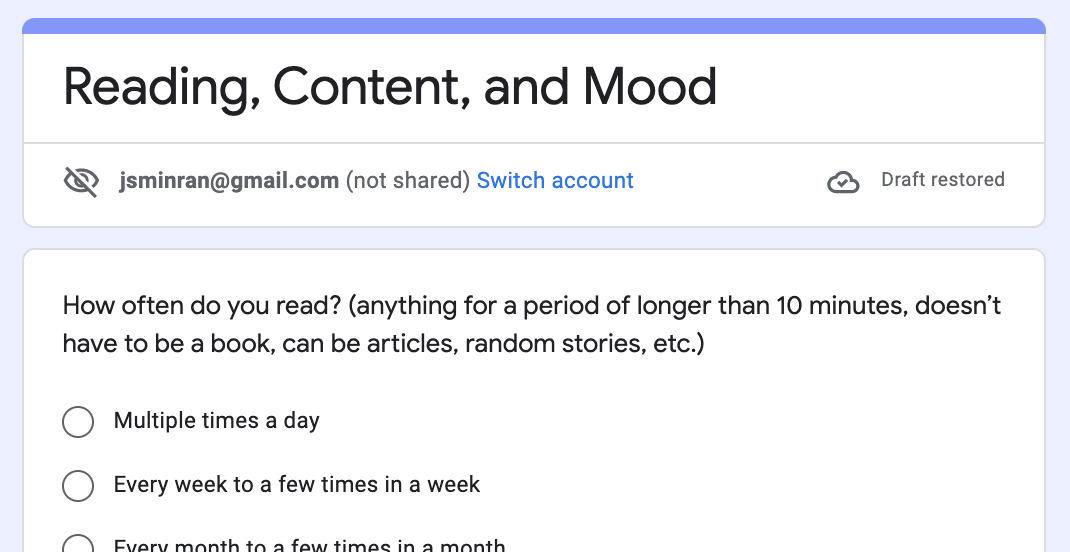 Reading, Content, and Mood
jsminran@gmail.com (not shared) Switch account
Draft restored
How often do you read? (anything for a period of longer than 10 minutes, doesn’t
have to be a book, can be articles, random stories, etc.)
Multiple times a day
Every week to a few times in a week
Every month to a few times in a month